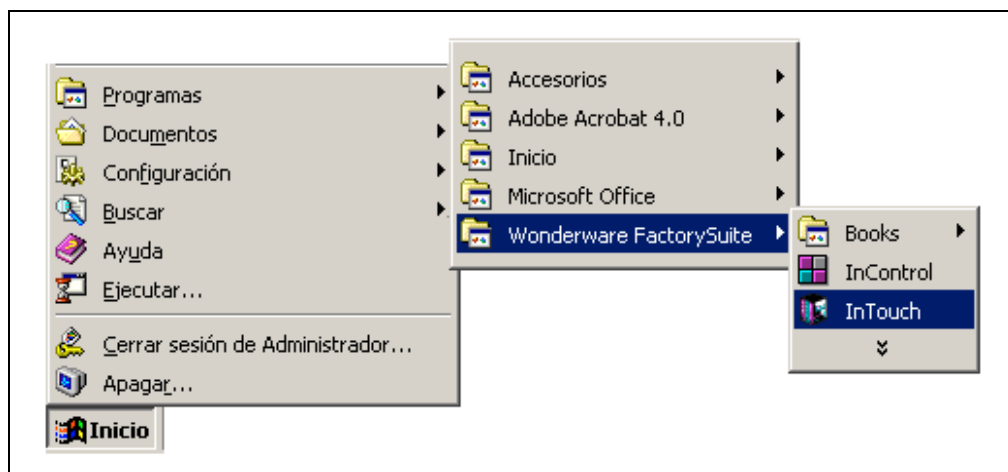 Programas
Documentos
Configuración
Buscar
Ayuda
Ejecutar...
Cerrar sesión de Administrador...
Apagar...
Inicio
Accesorios
Adobe Acrobat 4.0
Inicio
Microsoft Office
Wonderware FactorySuite
Books
InControl
InTouch